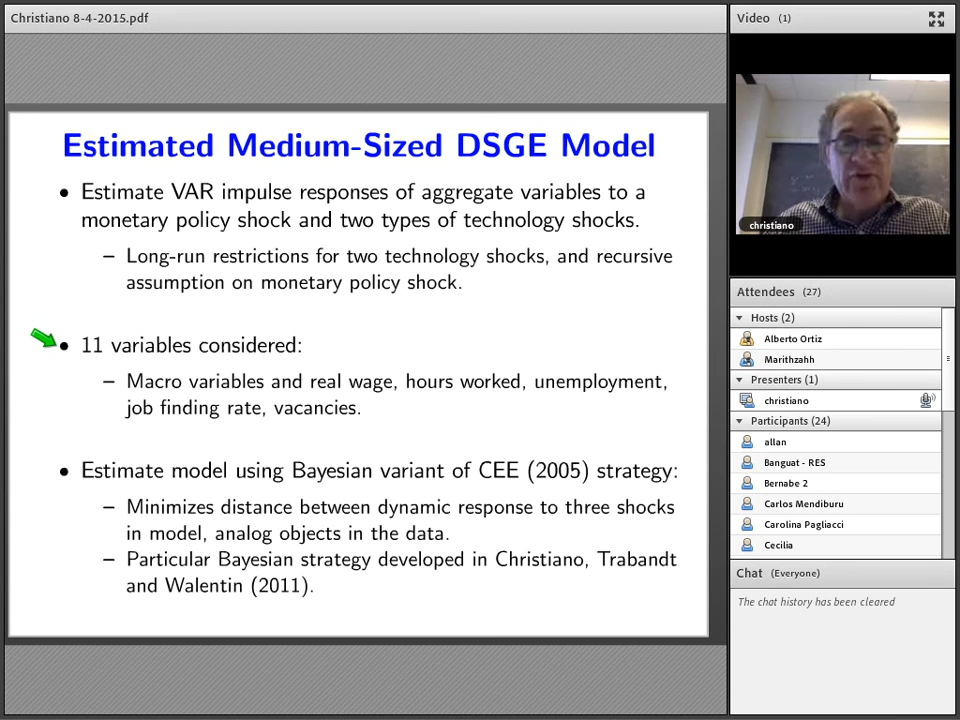 Christiano 8-4-2015.pdf
Estimated Medium-Sized DSGE Model
• Estimate VAR impulse responses of aggregate variables to a
monetary policy shock and two types of technology shocks.
– Long-run restrictions for two technology shocks, and recursive
assumption on monetary policy shock.
• 11 variables considered:
– Macro variables and real wage, hours worked, unemployment,
job finding rate, vacancies.
• Estimate model using Bayesian variant of CEE (2005) strategy:
– Minimizes distance between dynamic response to three shocks
in model, analog objects in the data.
– Particular Bayesian strategy developed in Christiano, Trabandt
and Walentin (2011).
Video (1)
christiano
Attendees (27)
Hosts (2)
Alberto Ortiz
Marithzahh
Presenters (1)
christiano
Participants (24)
allan
Banguat - RES
Bernabe 2
Carlos Mendiburu
Carolina Pagliacci
Cecilia
Chat (Everyone)
The chat history has been cleared